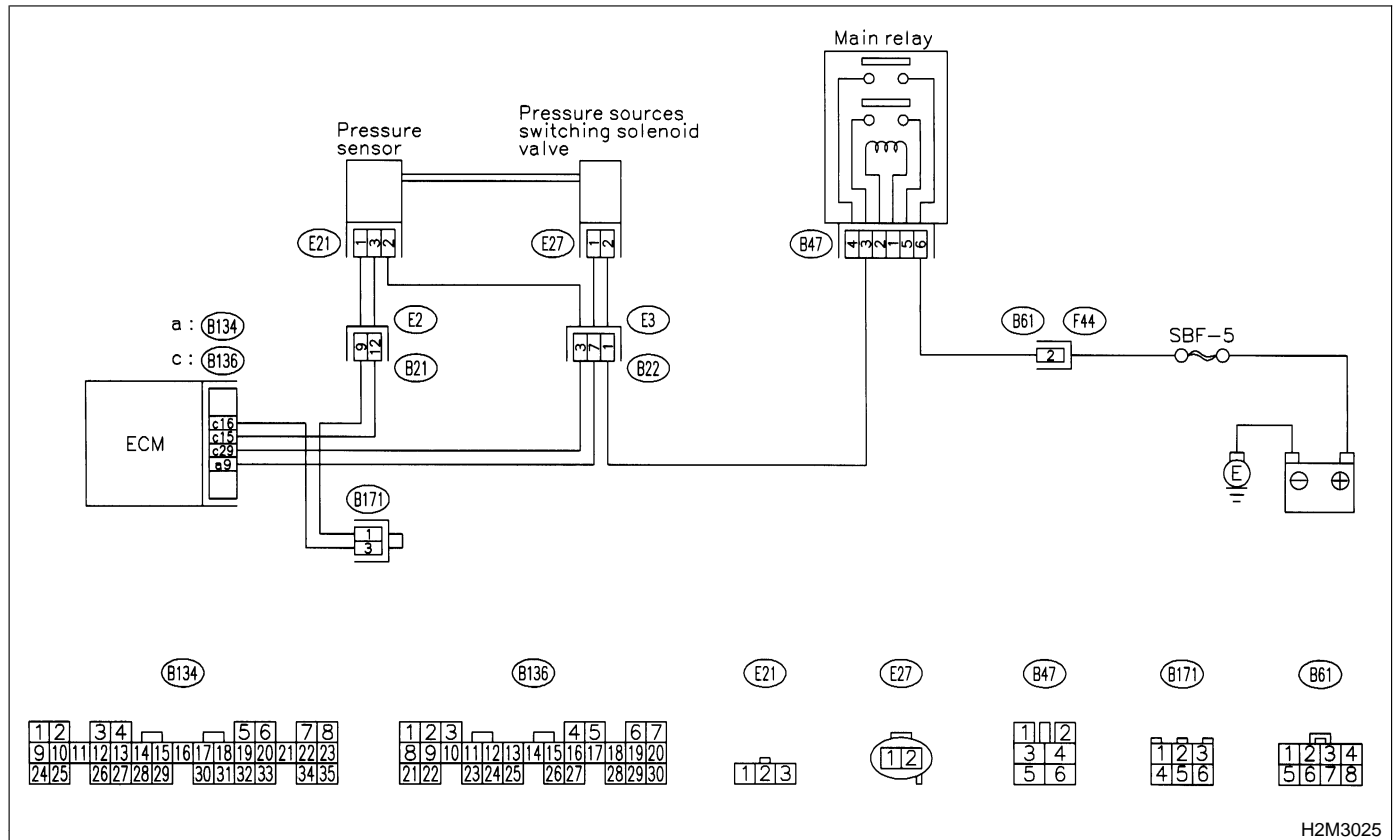 Main relay
Pressure sources
switching solenoid
valve
Pressure
sensor
E21
1 3 2
E27
1 2
B47
4 3 2 1 5 6
a : B134
c : B136
E2
9 12
B21
E3
3 7 1
B22
B61 F44
2
SBF-5
E
⊖ ⊕
ECM
c16
c15
c29
a9
B171
1
3
B134
1 2 3 4 5 6 7 8
9 10 11 12 13 14 15 16 17 18 19 20 21 22 23
24 25 26 27 28 29 30 31 32 33 34 35
B136
1 2 3 4 5 6 7
8 9 10 11 12 13 14 15 16 17 18 19 20
21 22 23 24 25 26 27 28 29 30
E21
1 2 3
E27
1 2
B47
1 2
3 4
5 6
B171
1 2 3
4 5 6
B61
1 2 3 4
5 6 7 8
H2M3025